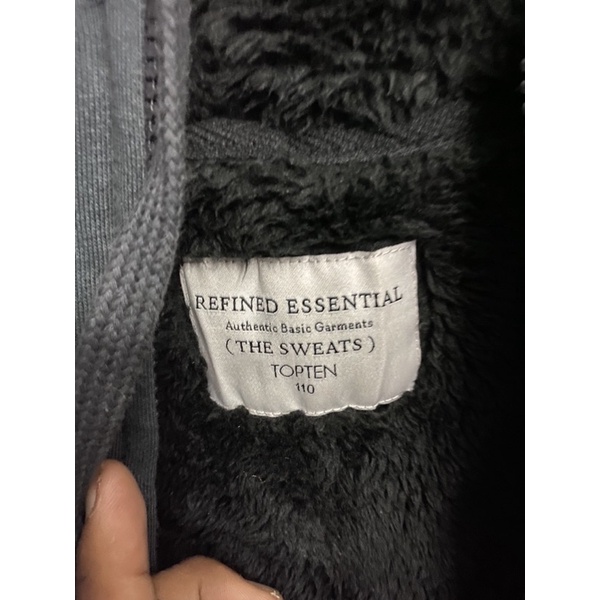 REFINED ESSENTIAL
Authentic Basic Garments
(THE SWEATS)
TOPTEN
110